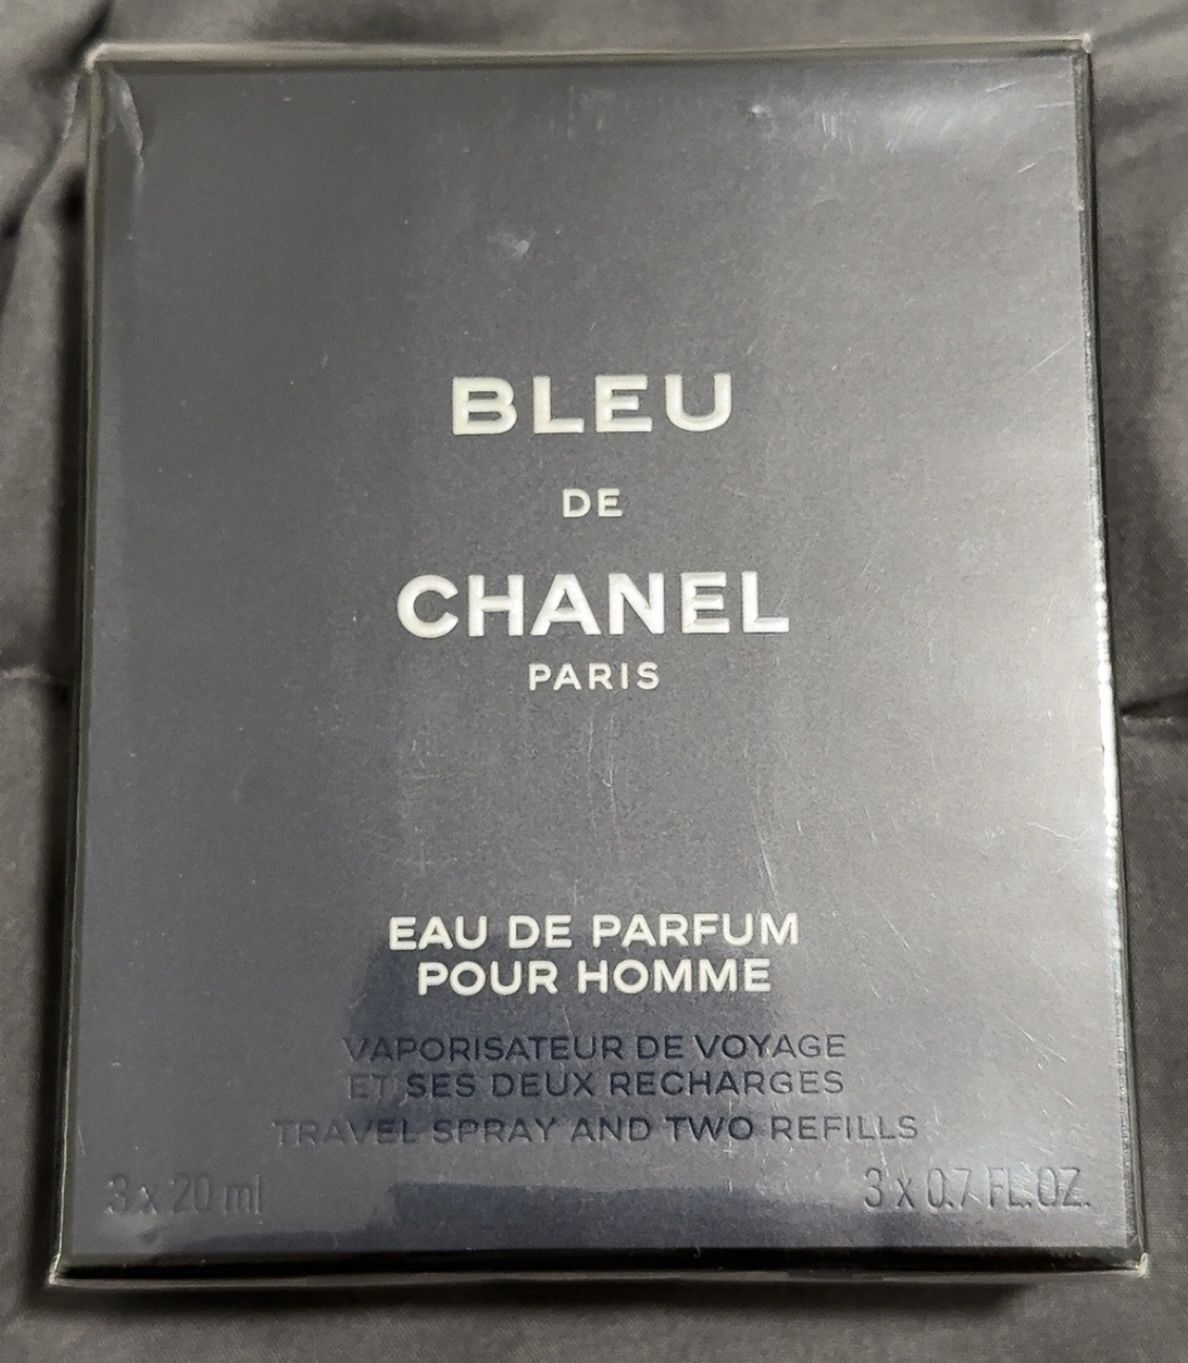 BLEU
DE
CHANEL
PARIS
EAU DE PARFUM
POUR HOMME
VAPORISATEUR DE VOYAGE
ET SES DEUX RECHARGES
TRAVEL SPRAY AND TWO REFILLS
3 x 20 ml 3 x 0.7 FL.OZ.